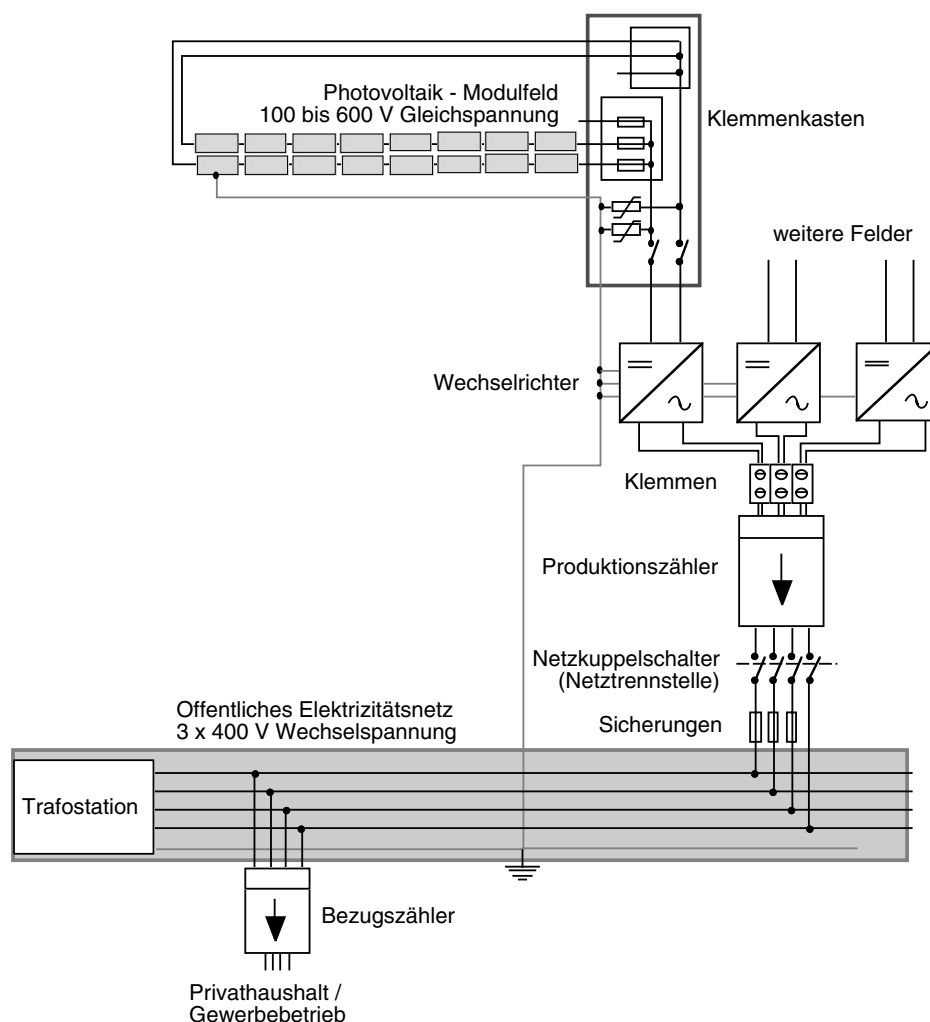 Photovoltaik - Modulfeld
100 bis 600 V Gleichspannung
Klemmenkasten
weitere Felder
Wechselrichter
Klemmen
Produktionszähler
Netzkuppelschalter
(Netztrennstelle)
Sicherungen
Offentliches Elektrizitätsnetz
3 x 400 V Wechselspannung
Trafostation
Bezugszähler
Privathaushalt /
Gewerbebetrieb